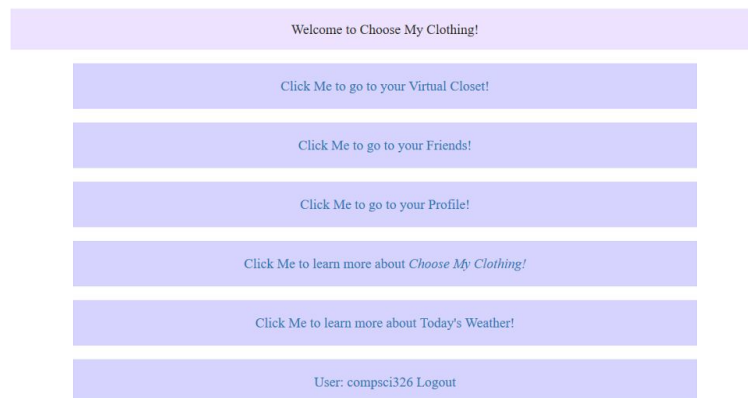 Welcome to Choose My Clothing!
Click Me to go to your Virtual Closet!
Click Me to go to your Friends!
Click Me to go to your Profile!
Click Me to learn more about Choose My Clothing!
Click Me to learn more about Today's Weather!
User: compsci326 Logout